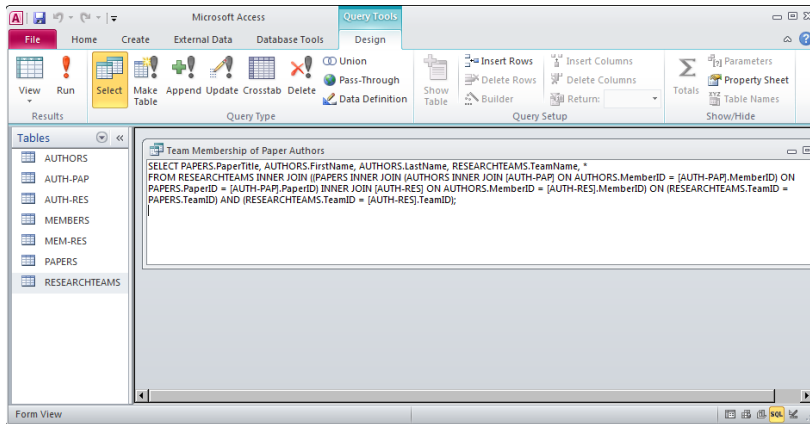 Microsoft Access
Query Tools
File Home Create External Data Database Tools Design
View
Run
Select
Make Table
Append
Update
Crosstab
Delete
Union
Pass-Through
Data Definition
Show Table
Insert Rows
Delete Rows
Builder
Insert Columns
Delete Columns
Return:
Totals
Parameters
Property Sheet
Table Names
Results
Query Type
Query Setup
Show/Hide
Tables
AUTHORS
AUTH-PAP
AUTH-RES
MEMBERS
MEM-RES
PAPERS
RESEARCHTEAMS
Team Membership of Paper Authors
SELECT PAPERS.PaperTitle, AUTHORS.FirstName, AUTHORS.LastName, RESEARCHTEAMS.TeamName, *
FROM RESEARCHTEAMS INNER JOIN ((PAPERS INNER JOIN (AUTHORS INNER JOIN [AUTH-PAP] ON AUTHORS.MemberID = [AUTH-PAP].MemberID) ON
PAPERS.PaperID = [AUTH-PAP].PaperID) INNER JOIN [AUTH-RES] ON AUTHORS.MemberID = [AUTH-RES].MemberID) ON (RESEARCHTEAMS.TeamID =
PAPERS.TeamID) AND (RESEARCHTEAMS.TeamID = [AUTH-RES].TeamID);
Form View
SQL